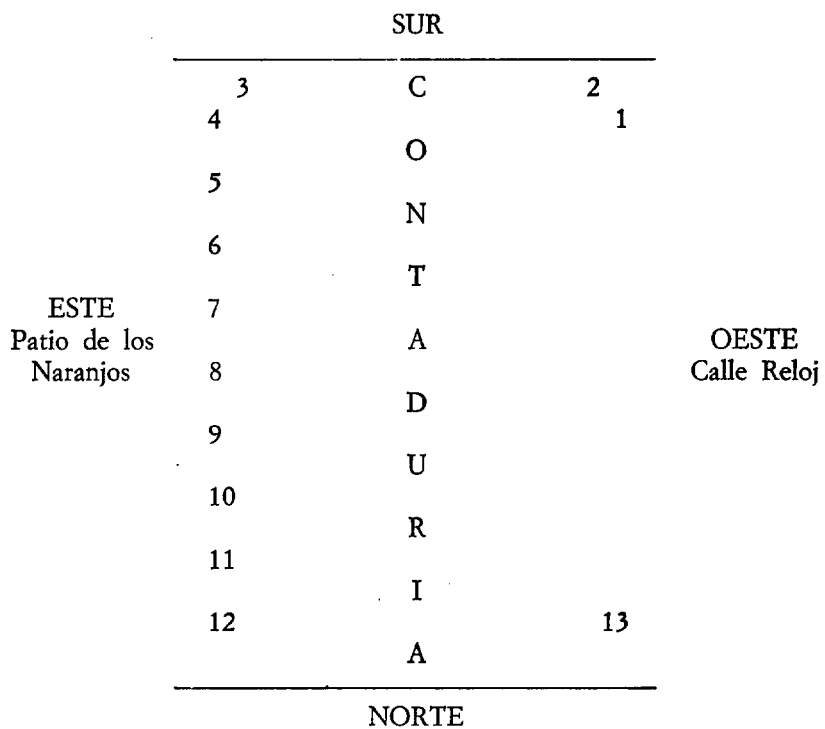 SUR
3 C 2
4 1
O
5
N
6
T
ESTE 7
Patio de los A OESTE
Naranjos 8 Calle Reloj
D
9
U
10
R
11
I
12 13
A
NORTE